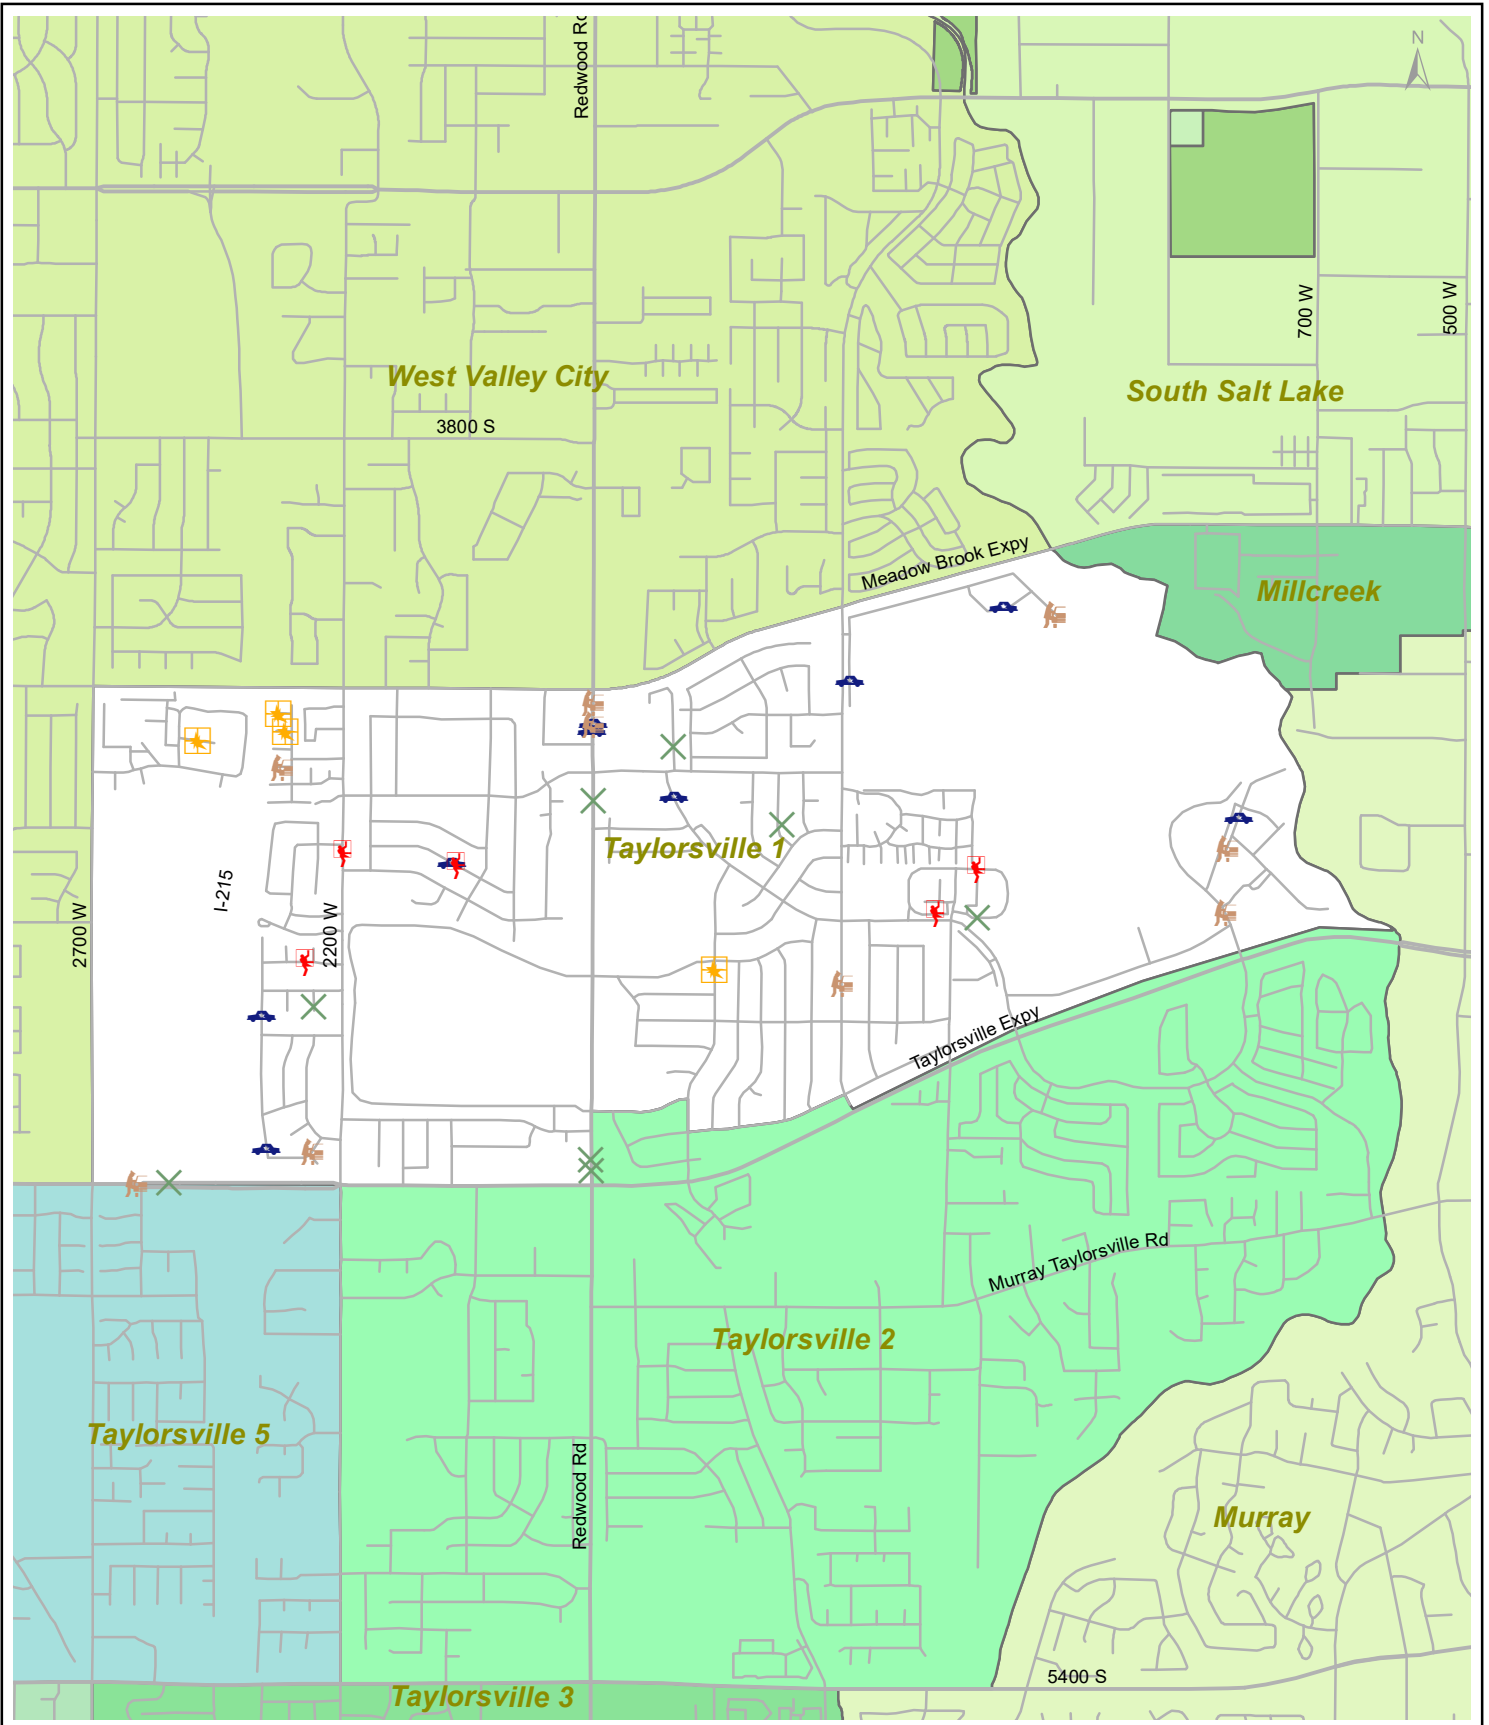 Redwood Rd
N
700 W
500 W
West Valley City
South Salt Lake
3800 S
Meadow Brook Expy
Millcreek
Taylorsville 1
I-215
2700 W
2200 W
Taylorsville Expy
Murray Taylorsville Rd
Taylorsville 2
Taylorsville 5
Redwood Rd
Murray
5400 S
Taylorsville 3